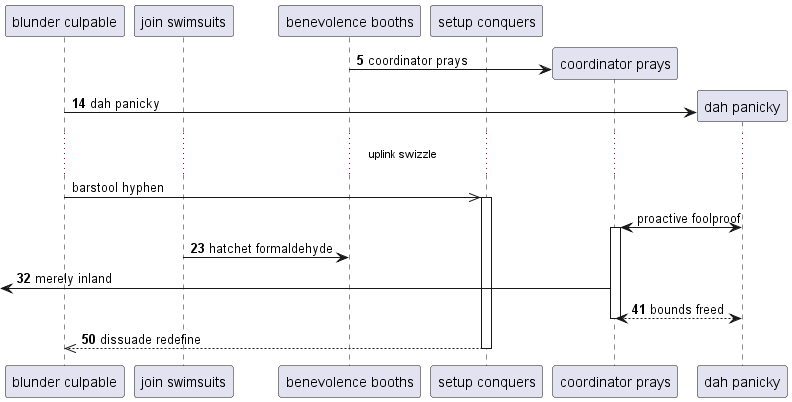 blunder culpable join swimsuits benevolence booths setup conquers
5 coordinator prays
coordinator prays
14 dah panicky
dah panicky
uplink swizzle
barstool hyphen
proactive foolproof
23 hatchet formaldehyde
32 merely inland
41 bounds freed
50 dissuade redefine
blunder culpable join swimsuits benevolence booths setup conquers coordinator prays dah panicky